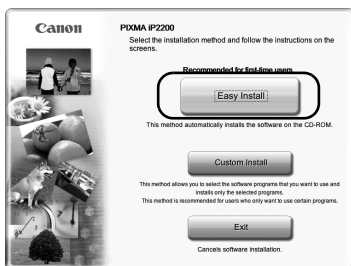 Canon
PIXMA iP2200
Select the installation method and follow the instructions on the
screens.
Recommended for first-time users
Easy Install
This method automatically installs the software on the CD-ROM.
Custom Install
This method allows you to select the software programs that you want to use and
installs only the selected programs.
This method is recommended for users who only want to use certain programs.
Exit
Cancels software installation.